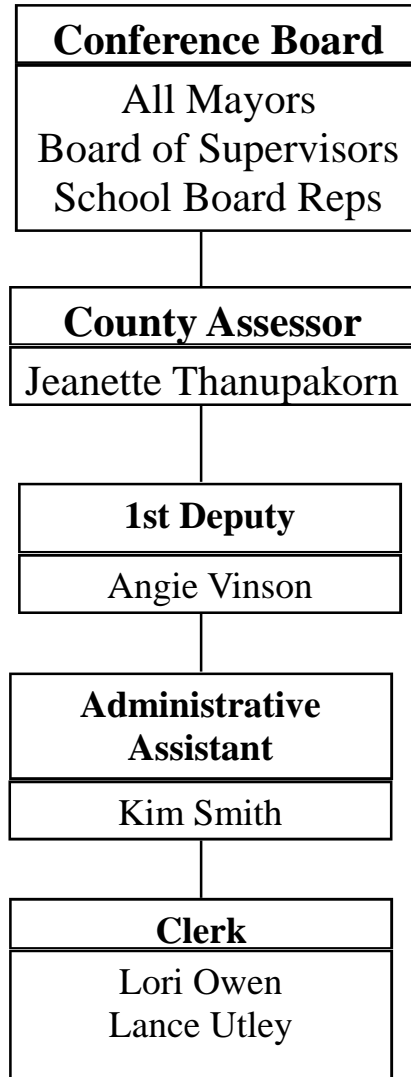 Conference Board
All Mayors
Board of Supervisors
School Board Reps
County Assessor
Jeanette Thanupakorn
1st Deputy
Angie Vinson
Administrative
Assistant
Kim Smith
Clerk
Lori Owen
Lance Utley